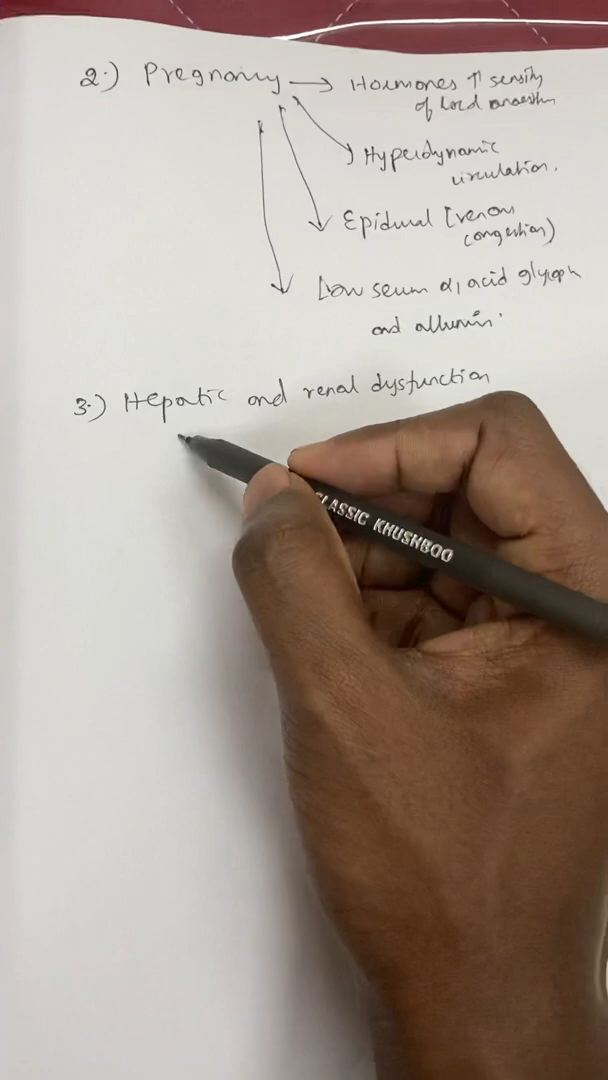 2.) Pregnancy → Hormones ↑ sensity
of local anaesthe
Hyperdynamic
circulation.
Epidural [venous
congestion)
Low serum α1 acid glycoph
and albumin.
3.) Hepatic and renal dysfunction
CLASSIC KHUSHBOO